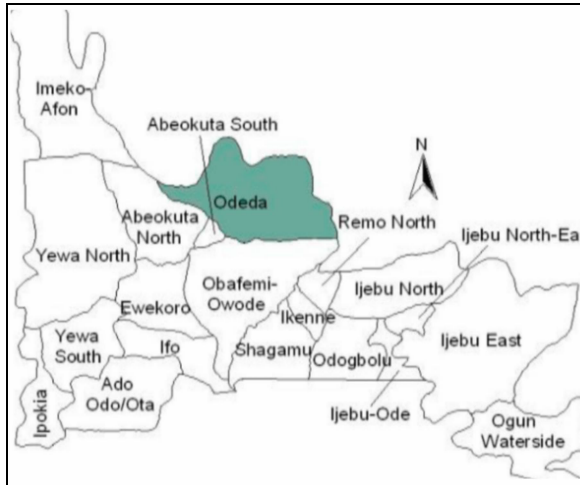 Imeko-
Afon
Abeokuta South
N
Odeda
Abeokuta
North
Remo North
Ijebu North-Ea
Yewa North
Obafemi-
Owode
Ijebu North
Ewekoro
Ikenne
Yewa
South
Ifo
Shagamu
Odogbolu
Ijebu East
Ado
Odo/Ota
Ipokia
Ijebu-Ode
Ogun
Waterside